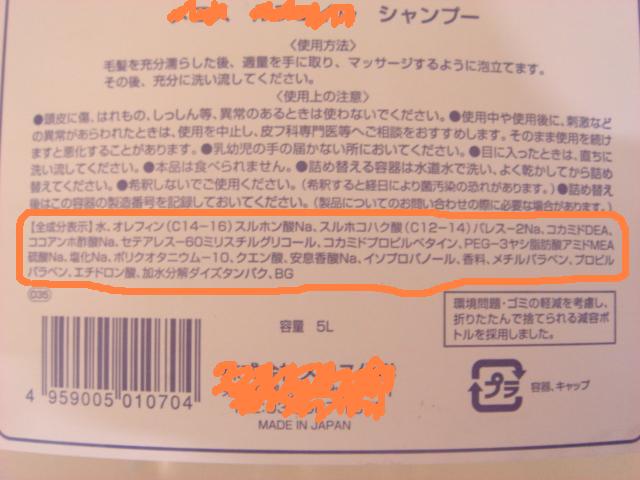 シャンプー
〈使用方法〉
毛髪を充分濡らした後、適量を手に取り、マッサージするように泡立てます。
その後、充分に洗い流してください。
〈使用上の注意〉
●頭皮に傷、はれもの、しっしん等、異常のあるときは使わないでください。●使用中や使用後に、刺激など
の異常があらわれたときは、使用を中止し、皮フ科専門医等へご相談をおすすめします。そのまま使用を続け
ますと悪化することがあります。●乳幼児の手の届かない所においてください。●目に入ったときは、直ちに
洗い流してください。●本品は食べられません。●詰め替える容器は水道水で洗い、よく乾かしてから詰め替
えてください。●希釈しないでご使用ください。(希釈すると経日により菌汚染の恐れがあります。)●詰め替え
後はこの容器の製造番号を記録しておいてください。(製品についてのお問い合わせの際に必要な場合があります。)
【全成分表示】水、オレフィン(C14-16)スルホン酸Na、スルホコハク酸(C12-14)パレス-2Na、コカミドDEA、
ココアンホ酢酸Na、セテアレス-60ミリスチルグリコール、コカミドプロピルベタイン、PEG-3ヤシ脂肪酸アミドMEA
硫酸Na、塩化Na、ポリクオタニウム-10、クエン酸、安息香酸Na、イソプロパノール、香料、メチルパラベン、プロピル
パラベン、エチドロン酸、加水分解ダイズタンパク、BG
035
環境問題・ゴミの軽減を考慮し、
折りたたんで捨てられる減容ボ
トルを採用しました。
容量 5L
4 959005 010704
プラ
容器、キャップ
MADE IN JAPAN